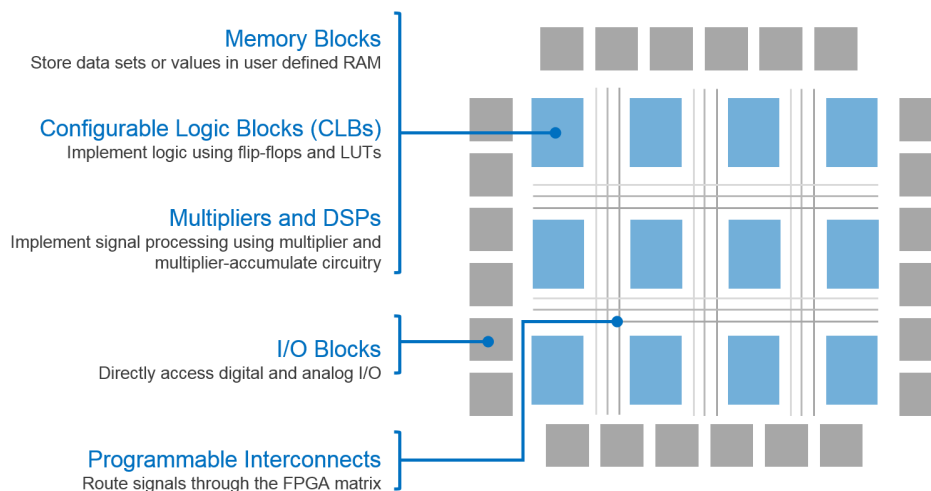 Memory Blocks
Store data sets or values in user defined RAM
Configurable Logic Blocks (CLBs)
Implement logic using flip-flops and LUTs
Multipliers and DSPs
Implement signal processing using multiplier and
multiplier-accumulate circuitry
I/O Blocks
Directly access digital and analog I/O
Programmable Interconnects
Route signals through the FPGA matrix